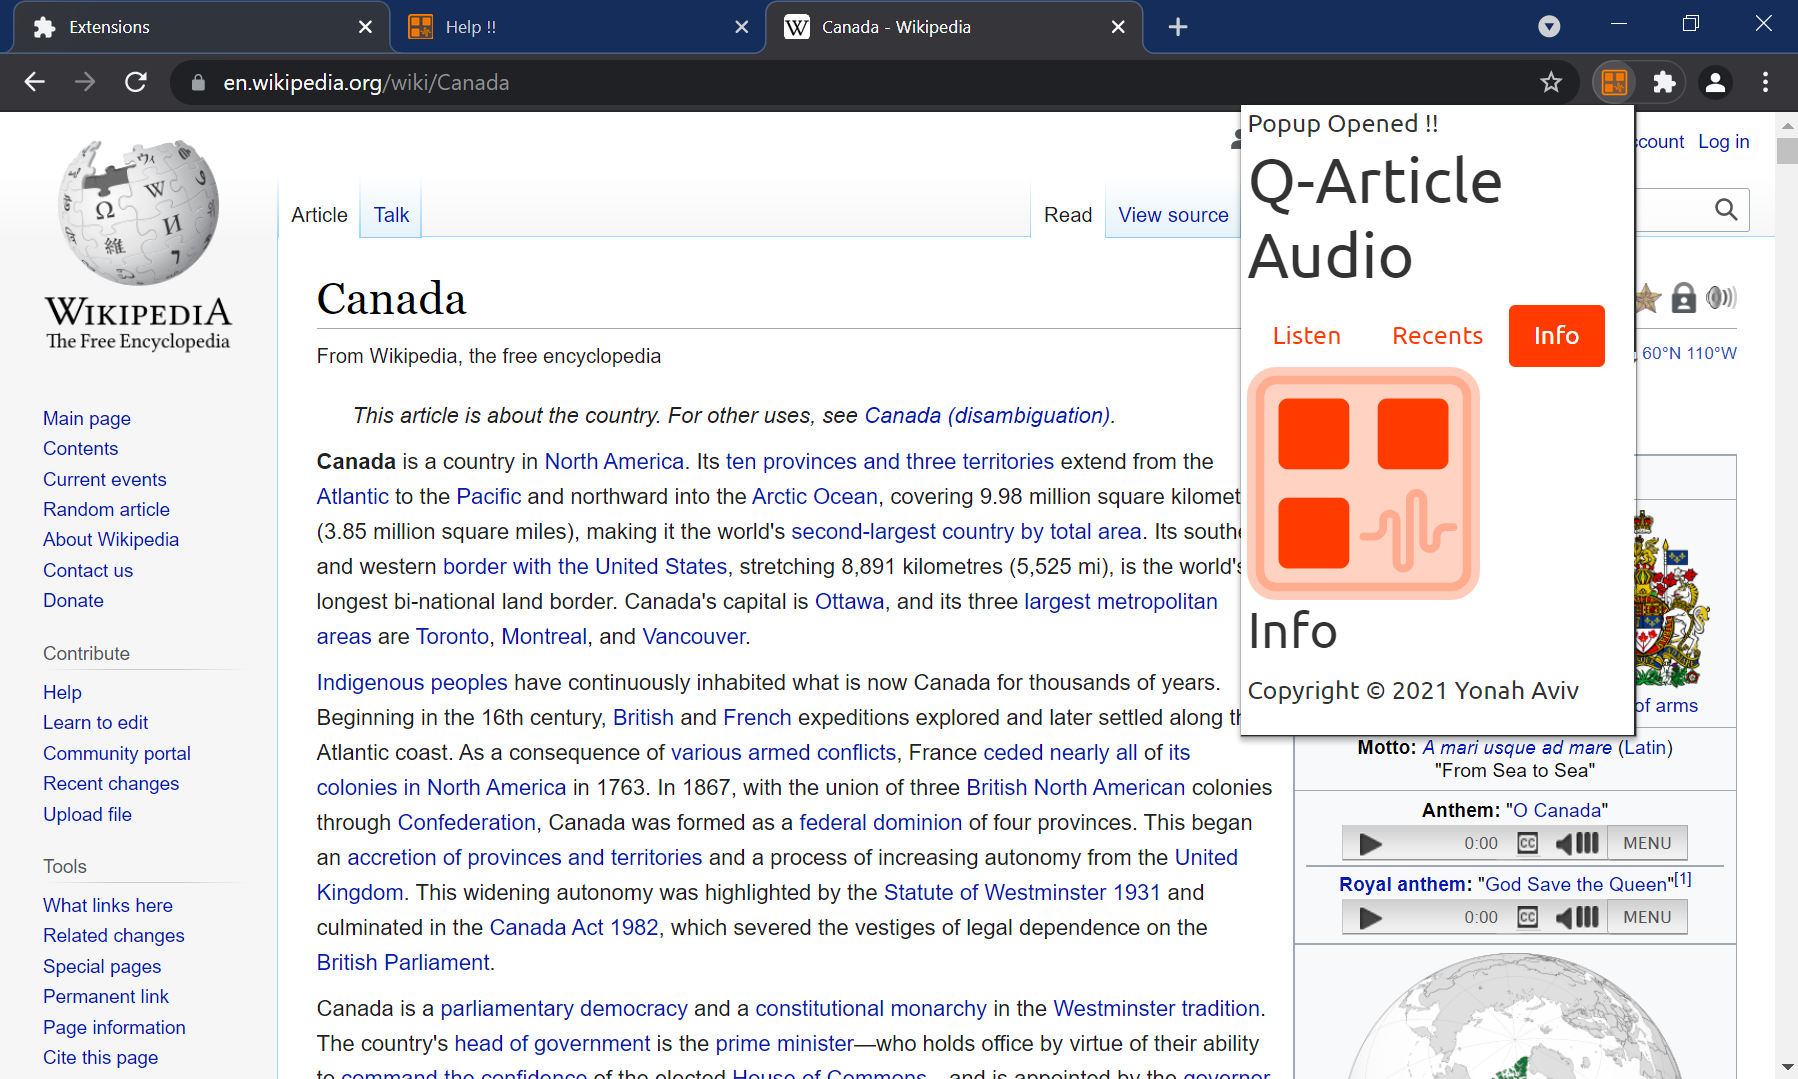 Extensions
Help !!
Canada - Wikipedia
en.wikipedia.org/wiki/Canada
Popup Opened !!
Q-Article
Audio
Listen
Recents
Info
Info
Copyright © 2021 Yonah Aviv
Log in
WIKIPEDIA
The Free Encyclopedia
Article
Talk
Read
View source
Canada
60°N 110°W
From Wikipedia, the free encyclopedia
This article is about the country. For other uses, see Canada (disambiguation).
Canada is a country in North America. Its ten provinces and three territories extend from the
Atlantic to the Pacific and northward into the Arctic Ocean, covering 9.98 million square
(3.85 million square miles), making it the world's second-largest country by total area. Its
and western border with the United States, stretching 8,891 kilometres (5,525 mi), is the world's
longest bi-national land border. Canada's capital is Ottawa, and its three largest metropolitan
areas are Toronto, Montreal, and Vancouver.
Indigenous peoples have continuously inhabited what is now Canada for thousands of years.
Beginning in the 16th century, British and French expeditions explored and later settled along
Atlantic coast. As a consequence of various armed conflicts, France ceded nearly all of its
colonies in North America in 1763. In 1867, with the union of three British North American colonies
through Confederation, Canada was formed as a federal dominion of four provinces. This began
an accretion of provinces and territories and a process of increasing autonomy from the United
Kingdom. This widening autonomy was highlighted by the Statute of Westminster 1931 and
culminated in the Canada Act 1982, which severed the vestiges of legal dependence on the
British Parliament.
Canada is a parliamentary democracy and a constitutional monarchy in the Westminster tradition.
The country's head of government is the prime minister—who holds office by virtue of their ability
to command the confidence of the elected House of Commons—and is appointed by the governor
Main page
Contents
Current events
Random article
About Wikipedia
Contact us
Donate
Contribute
Help
Learn to edit
Community portal
Recent changes
Upload file
Tools
What links here
Related changes
Special pages
Permanent link
Page information
Cite this page
of arms
Motto: A mari usque ad mare (Latin)
"From Sea to Sea"
Anthem: "O Canada"
0:00 CC MENU
Royal anthem: "God Save the Queen"[1]
0:00 CC MENU